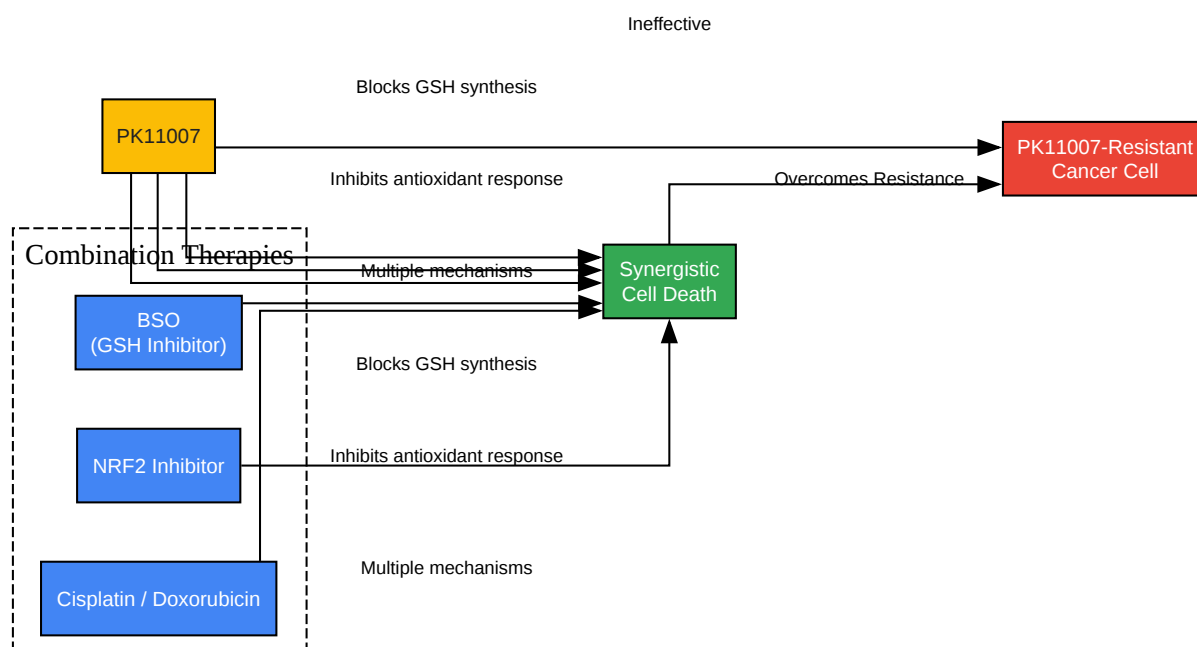 Ineffective
Blocks GSH synthesis
PK11007
PK11007-Resistant
Cancer Cell
Inhibits antioxidant response
Overcomes Resistance
Combination Therapies
Multiple mechanisms
Synergistic
Cell Death
BSO
(GSH Inhibitor)
Blocks GSH synthesis
NRF2 Inhibitor
Inhibits antioxidant response
Multiple mechanisms
Cisplatin / Doxorubicin